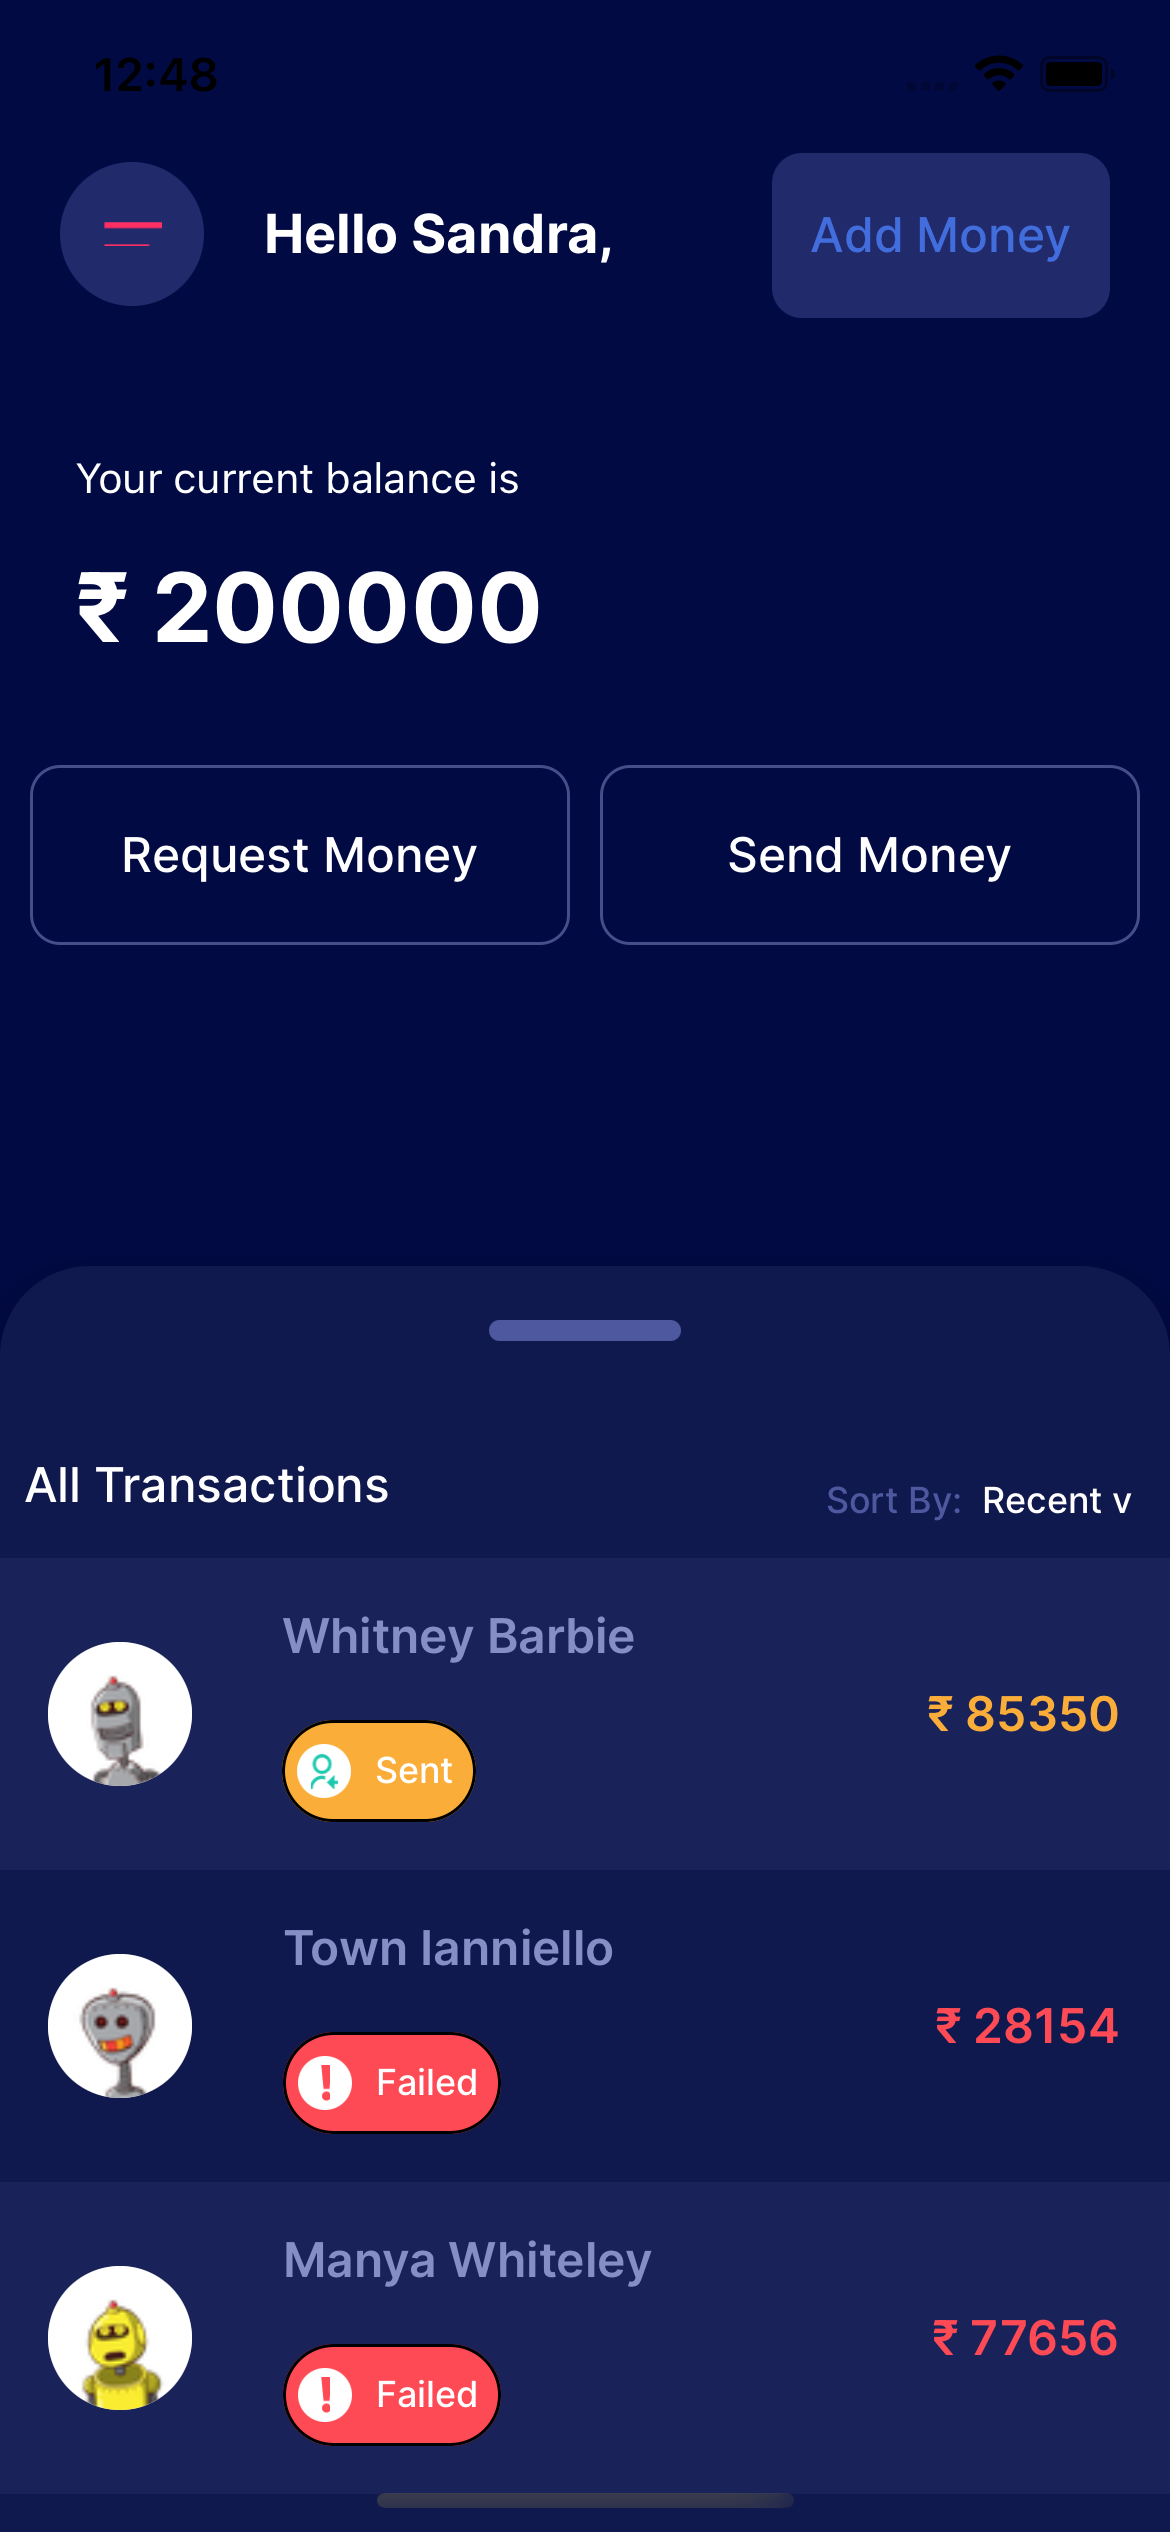 12:48
Hello Sandra,
Add Money
Your current balance is
₹ 200000
Request Money
Send Money
All Transactions
Sort By: Recent v
Whitney Barbie
₹ 85350
Sent
Town Ianniello
₹ 28154
Failed
Manya Whiteley
₹ 77656
Failed